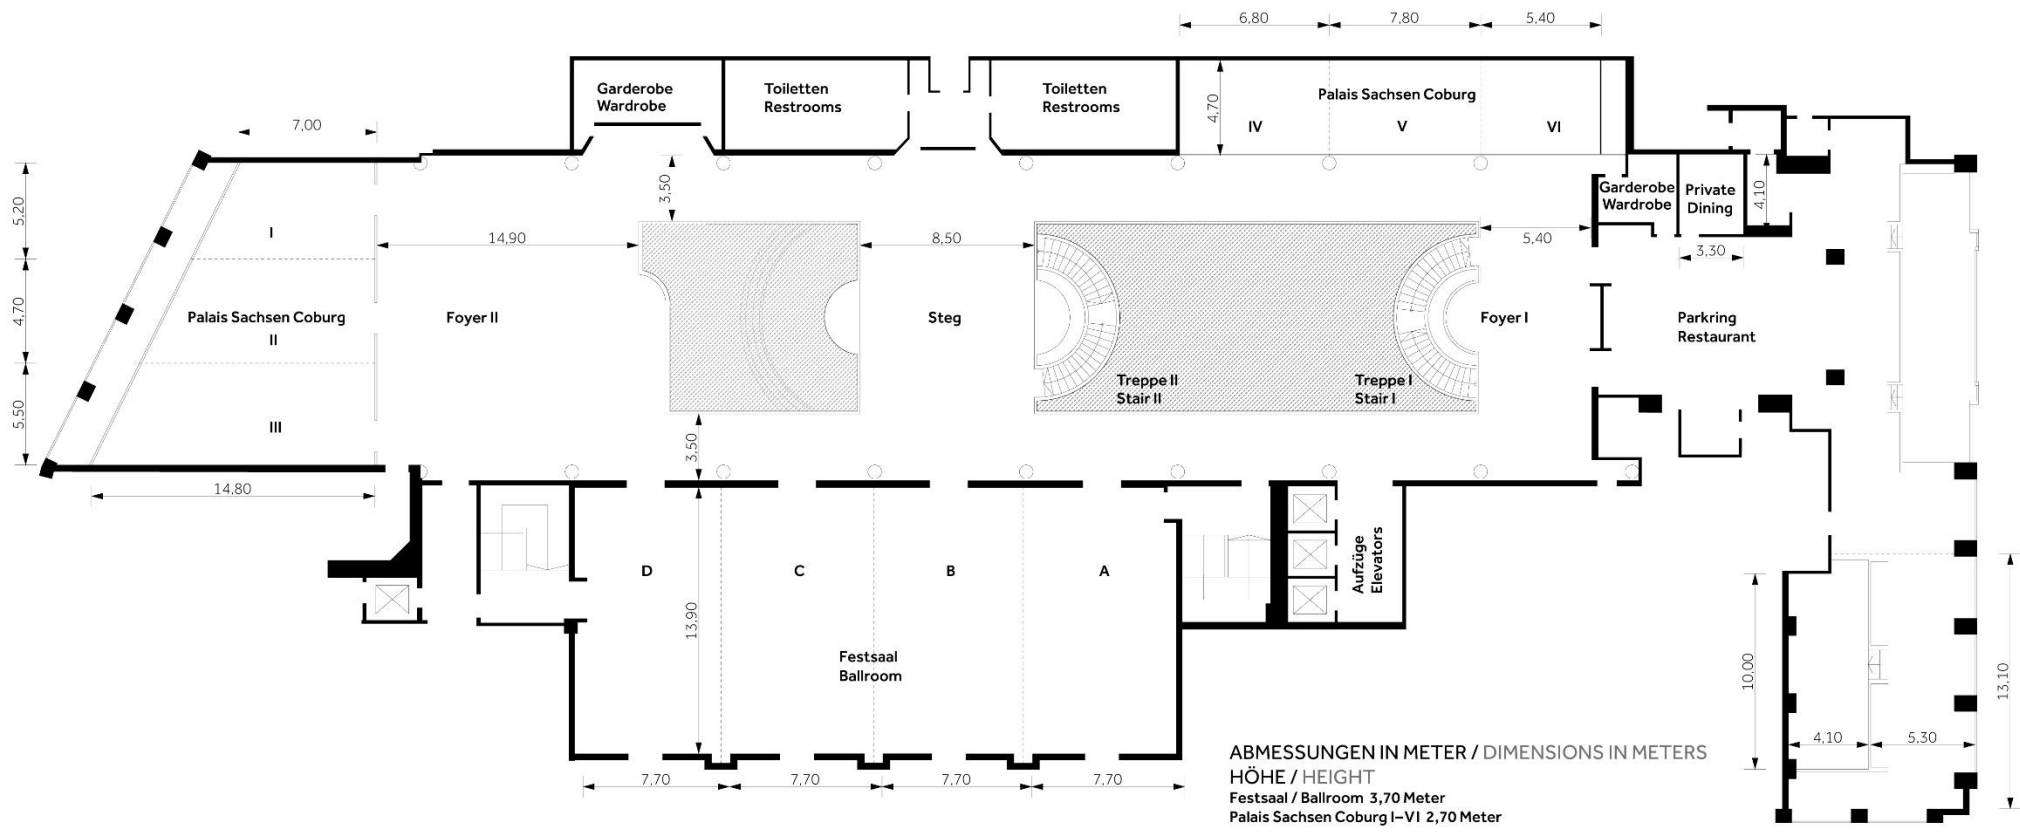 6,80
7,80
5,40
Garderobe
Wardrobe
Toiletten
Restrooms
Toiletten
Restrooms
4,70
Palais Sachsen Coburg
IV
V
VI
7,00
5,20
4,70
5,50
I
Palais Sachsen Coburg
II
III
14,80
14,90
Foyer II
3,50
3,50
8,50
Steg
Treppe II
Stair II
Treppe I
Stair I
5,40
Foyer I
Garderobe
Wardrobe
Private
Dining
4,10
3,30
Parkring
Restaurant
D
C
B
A
13,90
Festsaal
Ballroom
Aufzüge
Elevators
7,70
7,70
7,70
7,70
10,00
4,10
5,30
13,10
ABMESSUNGEN IN METER / DIMENSIONS IN METERS
HÖHE / HEIGHT
Festsaal / Ballroom 3,70 Meter
Palais Sachsen Coburg I–VI 2,70 Meter